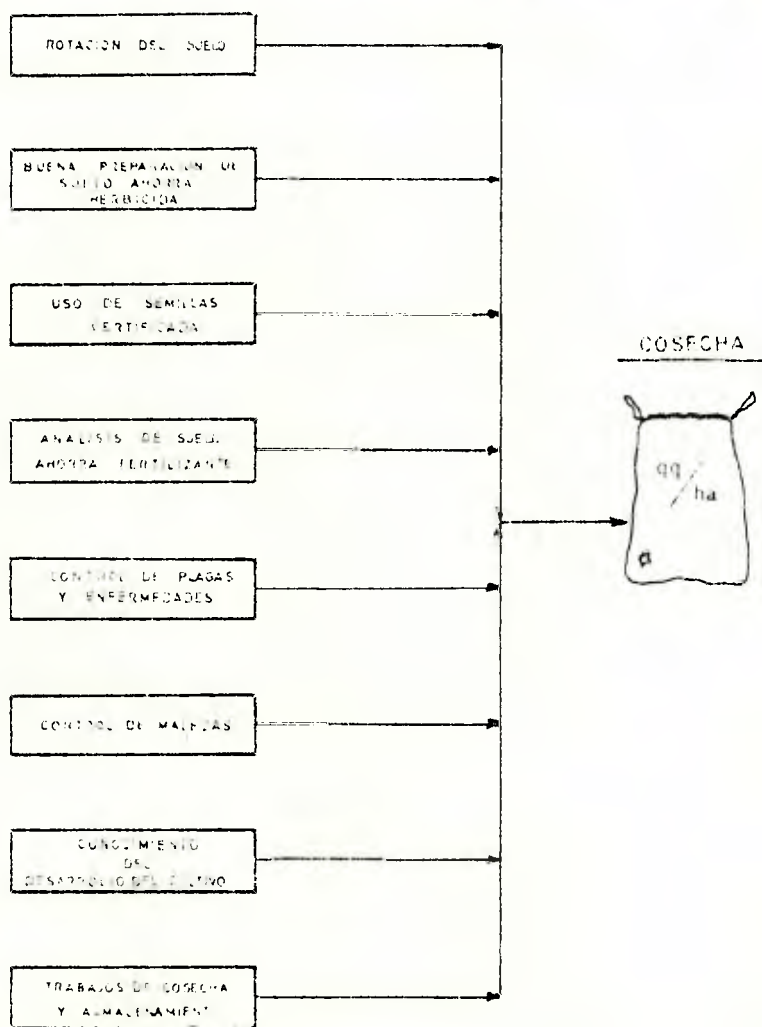 ROTACION DEL SUELO
BUENA PREPARACION DE
SUELO AHORRA
HERBICIDA
USO DE SEMILLAS
CERTIFICADA
ANALISIS DE SUELO
AHORRA FERTILIZANTE
CONTROL DE PLAGAS
Y ENFERMEDADES
CONTROL DE MALEZAS
CONOCIMIENTO
DEL
DESARROLLO DEL CULTIVO
TRABAJOS DE COSECHA
Y ALMACENAMIENT
COSECHA
qq/ha